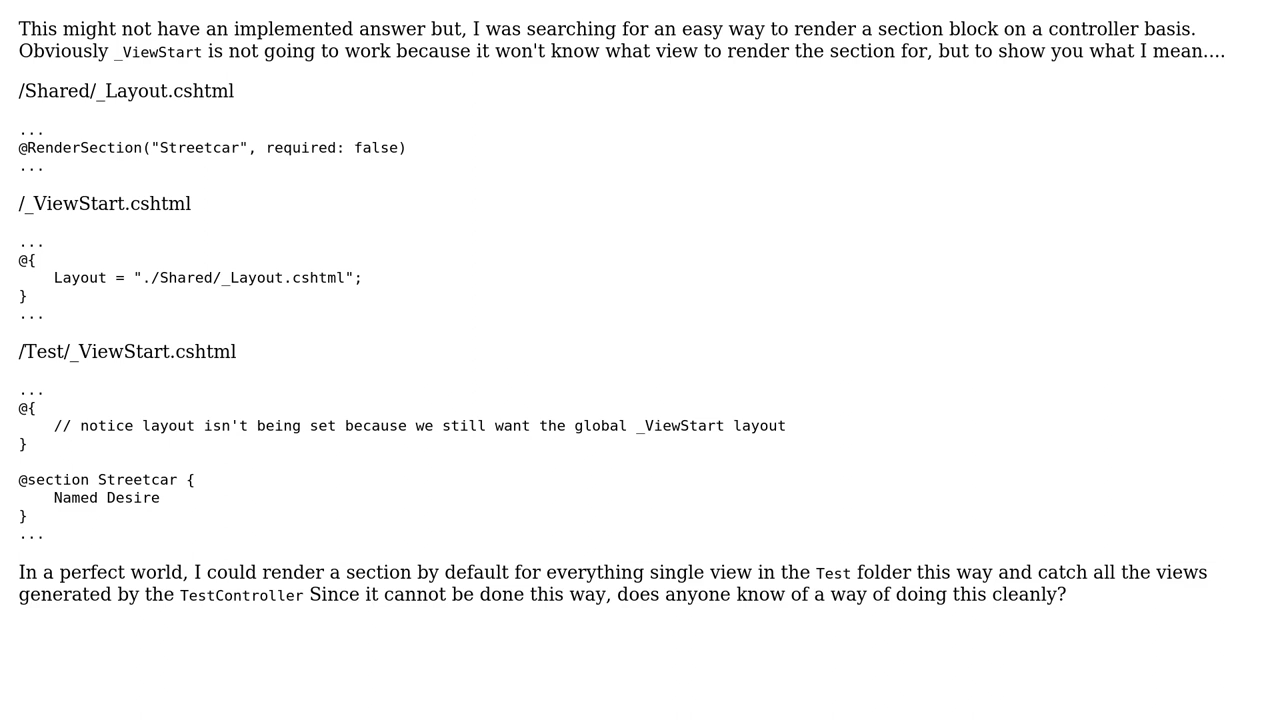 This might not have an implemented answer but, I was searching for an easy way to render a section block on a controller basis.
Obviously _ViewStart is not going to work because it won't know what view to render the section for, but to show you what I mean....
/Shared/_Layout.cshtml
...
@RenderSection("Streetcar", required: false)
...
/_ViewStart.cshtml
...
@{
    Layout = "./Shared/_Layout.cshtml";
}
...
/Test/_ViewStart.cshtml
...
@{
    // notice layout isn't being set because we still want the global _ViewStart layout
}
@section Streetcar {
    Named Desire
}
...
In a perfect world, I could render a section by default for everything single view in the Test folder this way and catch all the views
generated by the TestController Since it cannot be done this way, does anyone know of a way of doing this cleanly?